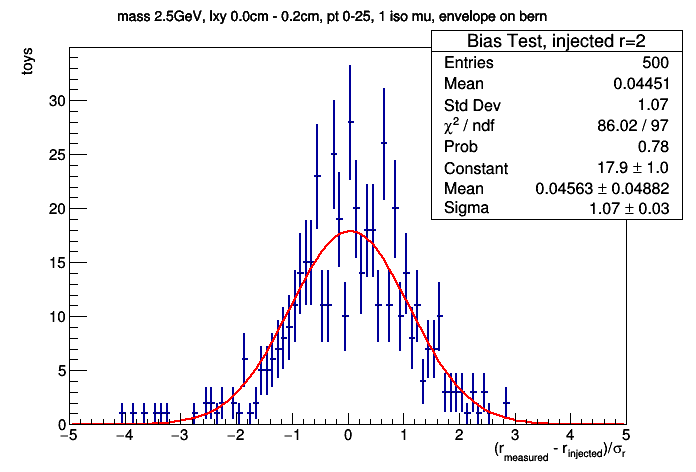 mass 2.5GeV, lxy 0.0cm - 0.2cm, pt 0-25, 1 iso mu, envelope on bern
Bias Test, injected r=2
Entries 500
Mean 0.04451
Std Dev 1.07
χ² / ndf 86.02 / 97
Prob 0.78
Constant 17.9 ± 1.0
Mean 0.04563 ± 0.04882
Sigma 1.07 ± 0.03
toys
30
25
20
15
10
5
0
−5 −4 −3 −2 −1 0 1 2 3 4 5
(r_measured - r_injected)/σ_r